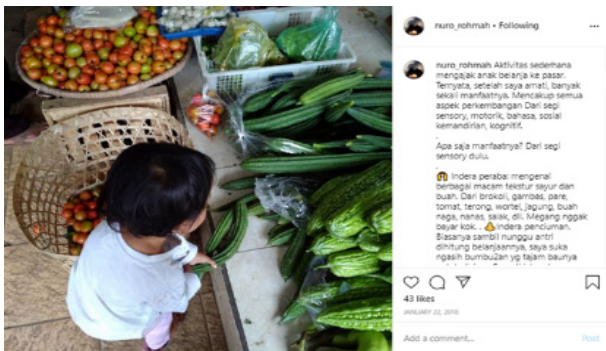 nuro_rohmah • Following
nuro_rohmah Aktivitas sederhana
mengajak anak belanja ke pasar.
Ternyata, setelah saya amati, banyak
sekali manfaatnya. Mencakup semua
aspek perkembangan Dari segi
sensory, motorik, bahasa, sosial
kemandirian, kognitif.
.
Apa saja manfaatnya? Dari segi
sensory dulu.
.
Indera peraba: mengenal
berbagai macam tekstur sayur dan
buah. Dari brokoli, gambas, pare,
tomat, terong, wortel, jagung, buah
naga, nanas, salak, dll. Megang nggak
bayar kok. . Indera penciuman.
Biasanya sambil nunggu antri
dihitung belanjaannya, saya suka
ngasih bumbu2an yg tajam baunya
43 likes
JANUARY 22, 2018
Add a comment...
Post